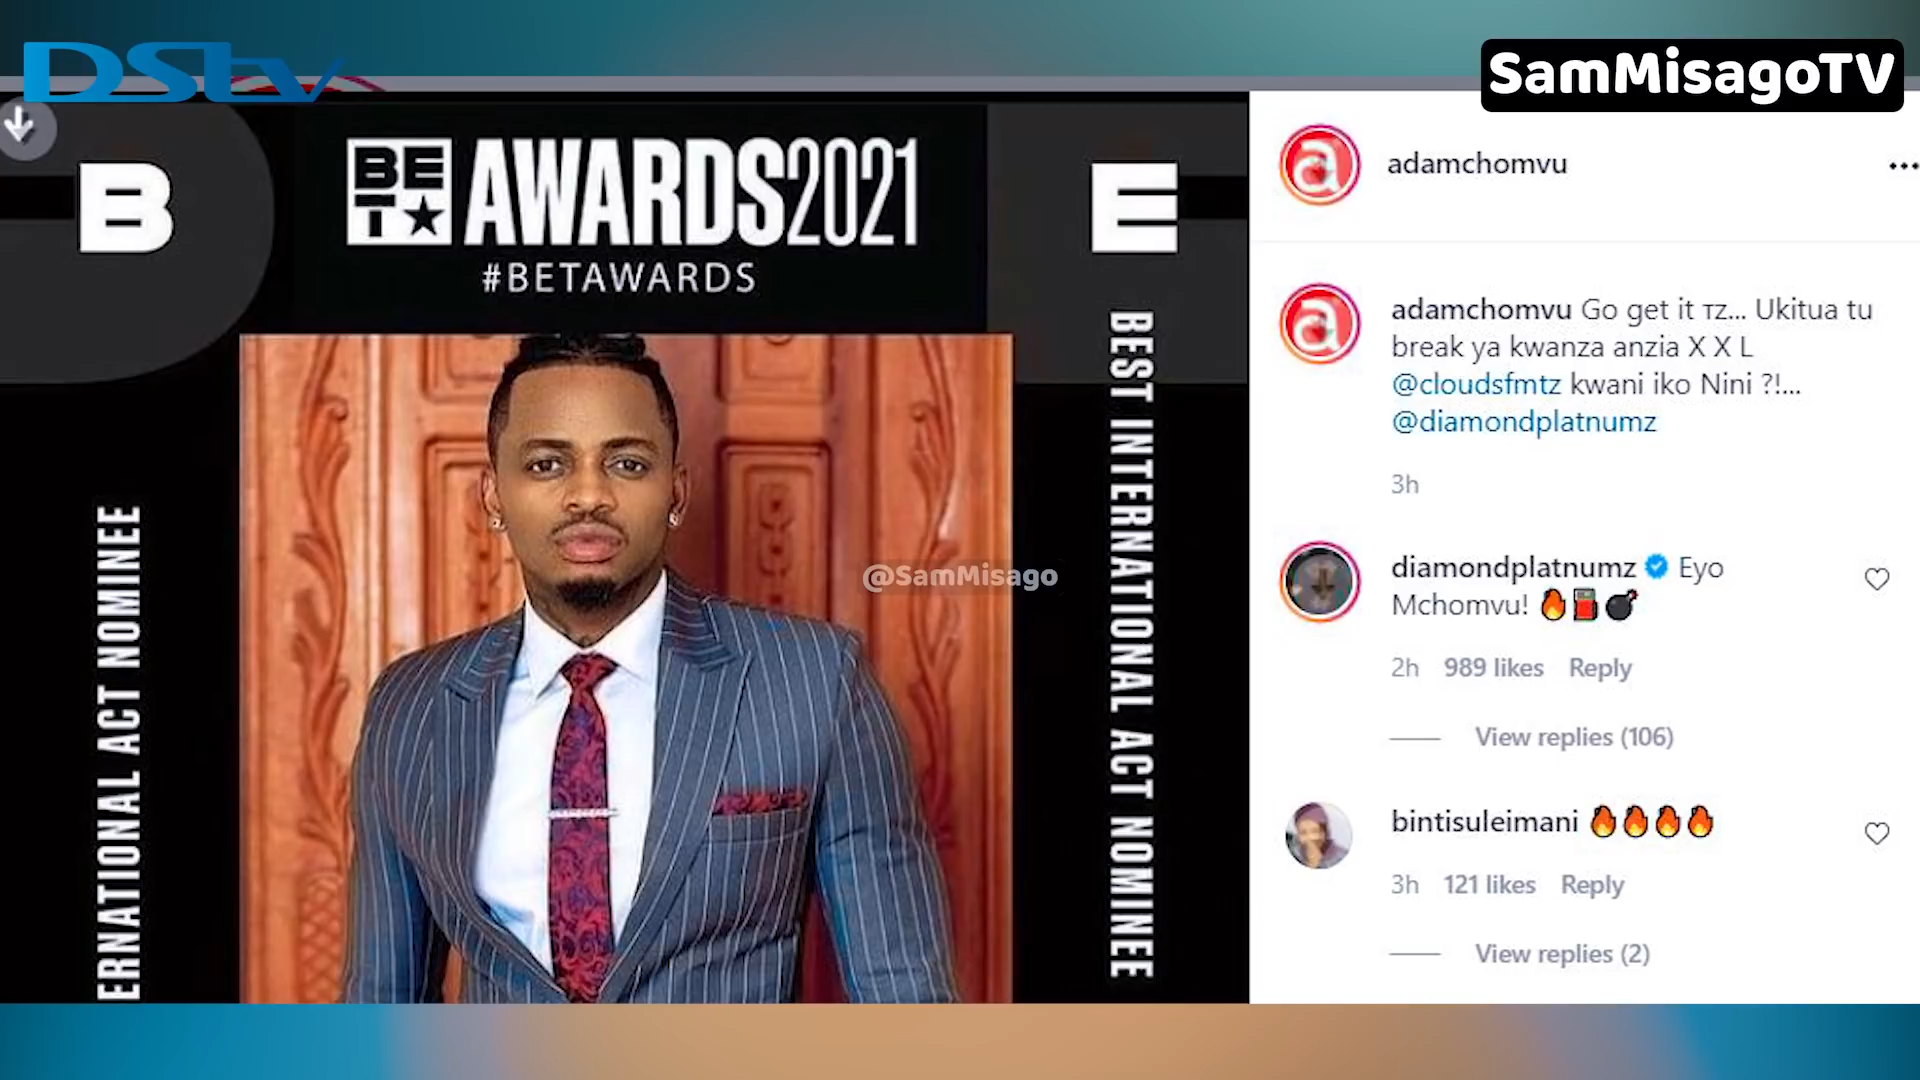 DStv
SamMisagoTV
B
BET AWARDS2021
#BETAWARDS
E
ERNATIONAL ACT NOMINEE
BEST INTERNATIONAL ACT NOMINEE
@SamMisago
adamchomvu
adamchomvu Go get it TZ... Ukitua tu
break ya kwanza anzia X X L
@cloudsfmtz kwani iko Nini ?!...
@diamondplatnumz
3h
diamondplatnumz Eyo
Mchomvu! 🔥⛽💣
2h 989 likes Reply
View replies (106)
bintisuleimani 🔥🔥🔥🔥
3h 121 likes Reply
View replies (2)